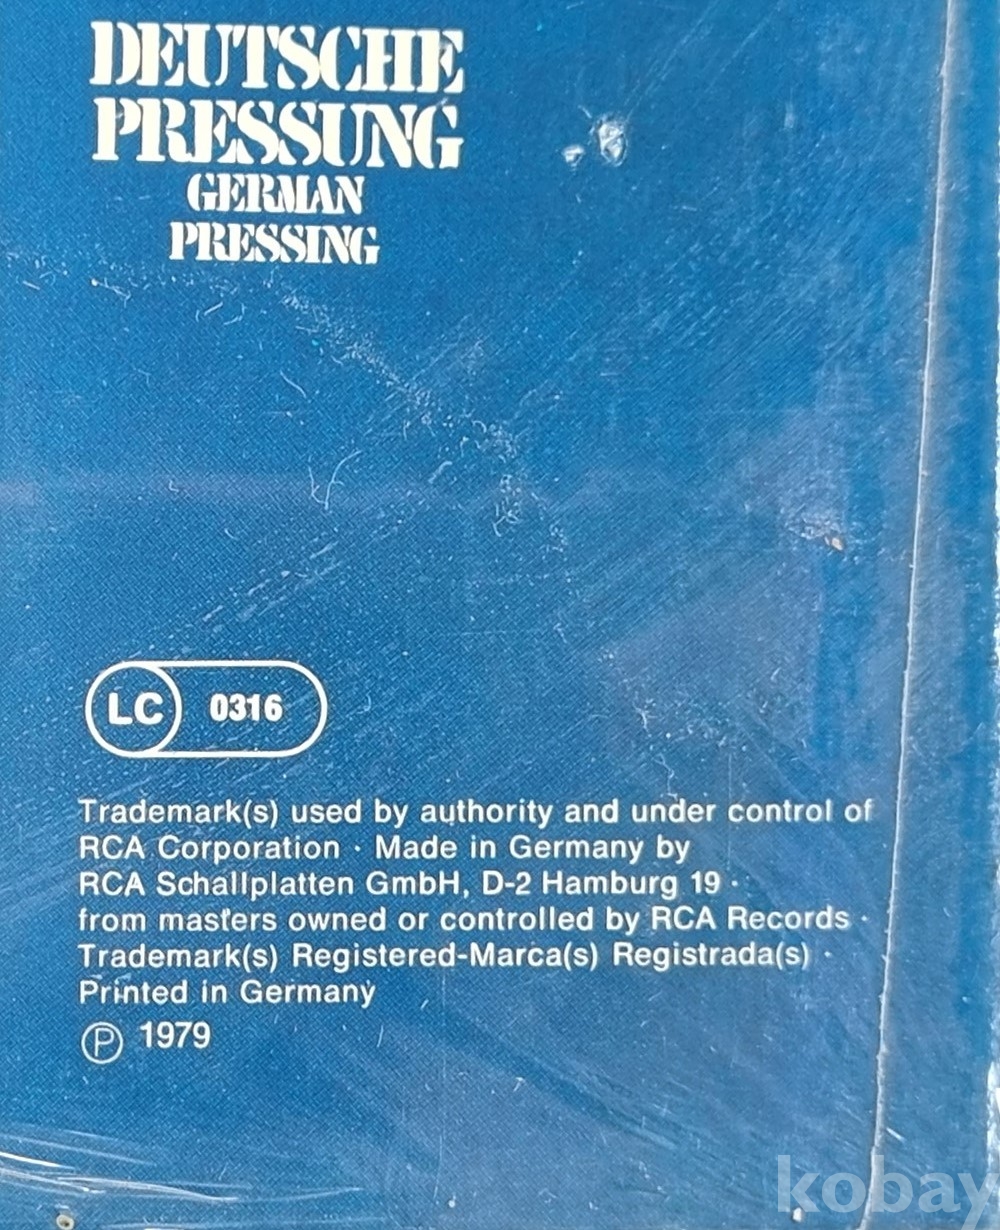 DEUTSCHE
PRESSUNG
GERMAN
PRESSING
LC 0316
Trademark(s) used by authority and under control of
RCA Corporation · Made in Germany by
RCA Schallplatten GmbH, D-2 Hamburg 19 ·
from masters owned or controlled by RCA Records ·
Trademark(s) Registered-Marca(s) Registrada(s) ·
Printed in Germany
℗ 1979
kobay